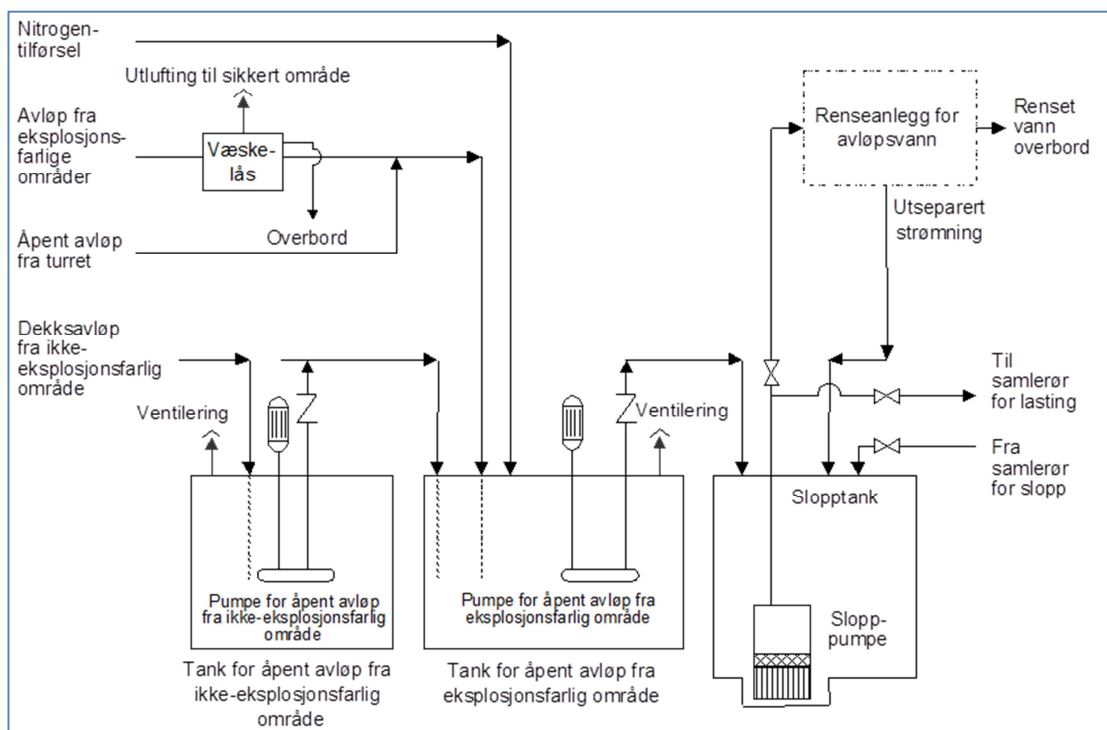 Nitrogen-
tilførsel
Utlufting til sikkert område
Avløp fra
eksplosjons-
farlige
områder
Væske-
lås
Overbord
Åpent avløp
fra turret
Renseanlegg for
avløpsvann
Renset
vann
overbord
Utseparert
strømning
Dekksavløp
fra ikke-
eksplosjonsfarlig
område
Ventilering
Ventilering
Til
samlerør
for lasting
Fra
samlerør
for slopp
Slopptank
Pumpe for åpent avløp
fra ikke-eksplosjonsfarlig
område
Pumpe for åpent avløp fra
eksplosjonsfarlig område
Slopp-
pumpe
Tank for åpent avløp fra
ikke-eksplosjonsfarlig
område
Tank for åpent avløp fra
eksplosjonsfarlig område